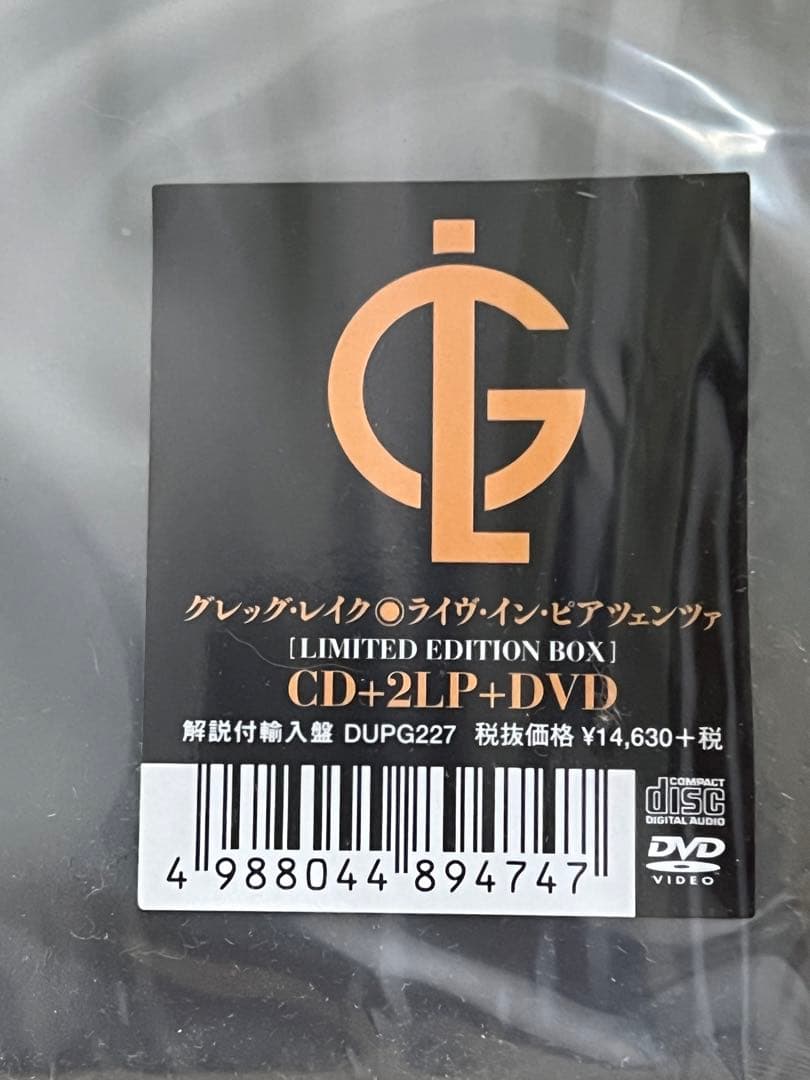 GL
グレッグ・レイク◉ライヴ・イン・ピアツェンツァ
[LIMITED EDITION BOX]
CD+2LP+DVD
解説付輸入盤 DUPG227 税抜価格 ¥14,630+税
4 988044 894747
COMPACT
disc
DIGITAL AUDIO
DVD
VIDEO